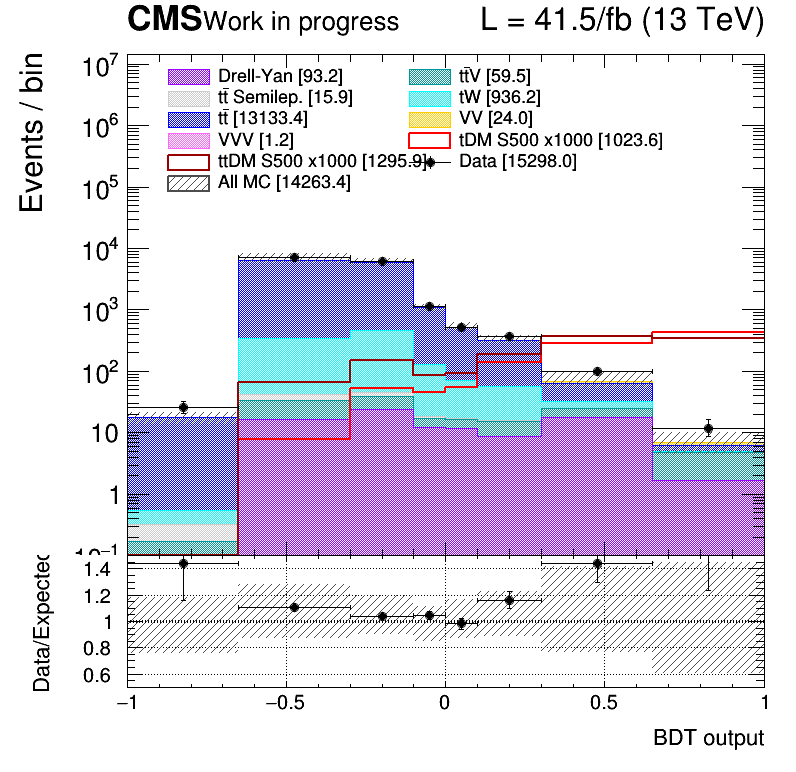 CMS Work in progress L = 41.5/fb (13 TeV)
Events / bin
10⁷
10⁶
10⁵
10⁴
10³
10²
10
1
10⁻¹
Drell-Yan [93.2] tt̄V [59.5]
tt̄ Semilep. [15.9] tW [936.2]
tt̄ [13133.4] VV [24.0]
VVV [1.2] tDM S500 x1000 [1023.6]
ttDM S500 x1000 [1295.9] Data [15298.0]
All MC [14263.4]
Data/Expected
1.4
1.2
1
0.8
0.6
−1 −0.5 0 0.5 1
BDT output